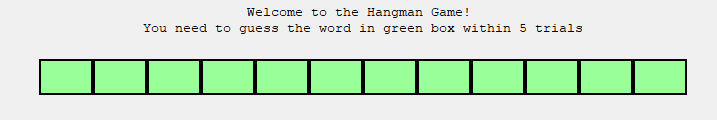 Welcome to the Hangman Game!
You need to guess the word in green box within 5 trials